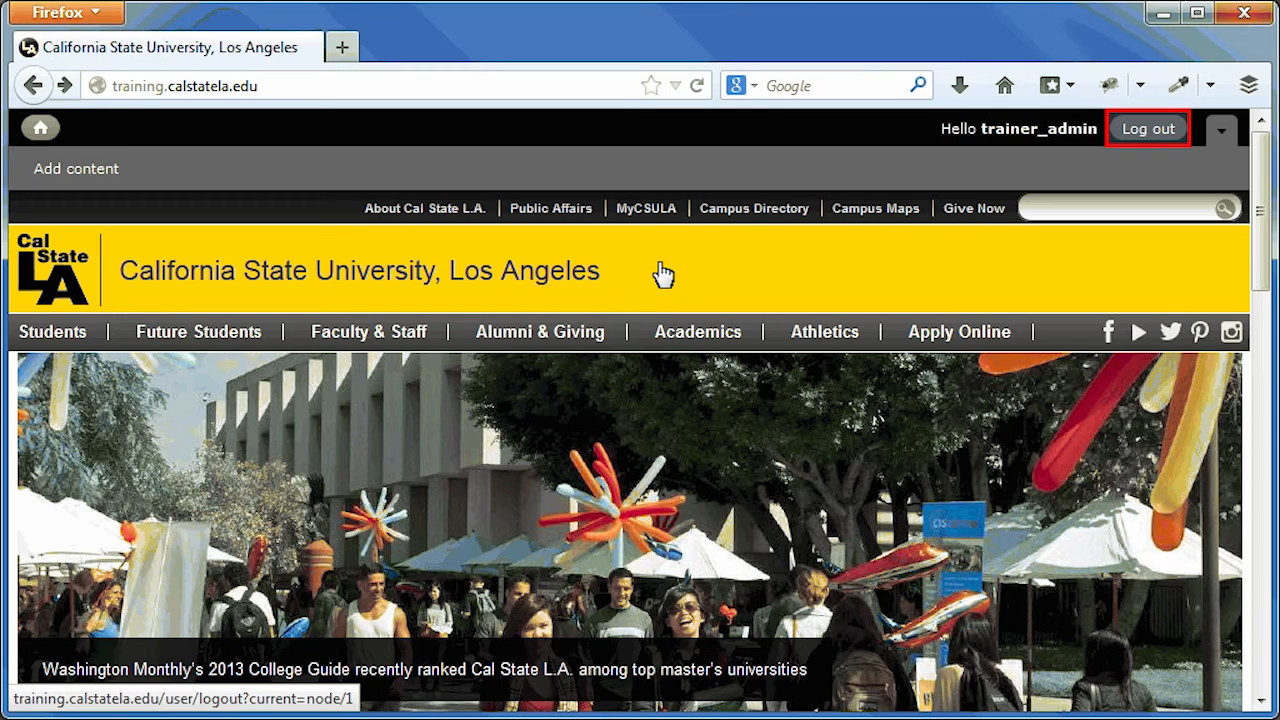 Firefox
California State University, Los Angeles
training.calstatela.edu
Google
Hello trainer_admin
Log out
Add content
About Cal State L.A.
Public Affairs
MyCSULA
Campus Directory
Campus Maps
Give Now
Cal
State
LA
California State University, Los Angeles
Students
Future Students
Faculty & Staff
Alumni & Giving
Academics
Athletics
Apply Online
Washington Monthly's 2013 College Guide recently ranked Cal State L.A. among top master's universities
training.calstatela.edu/user/logout?current=node/1